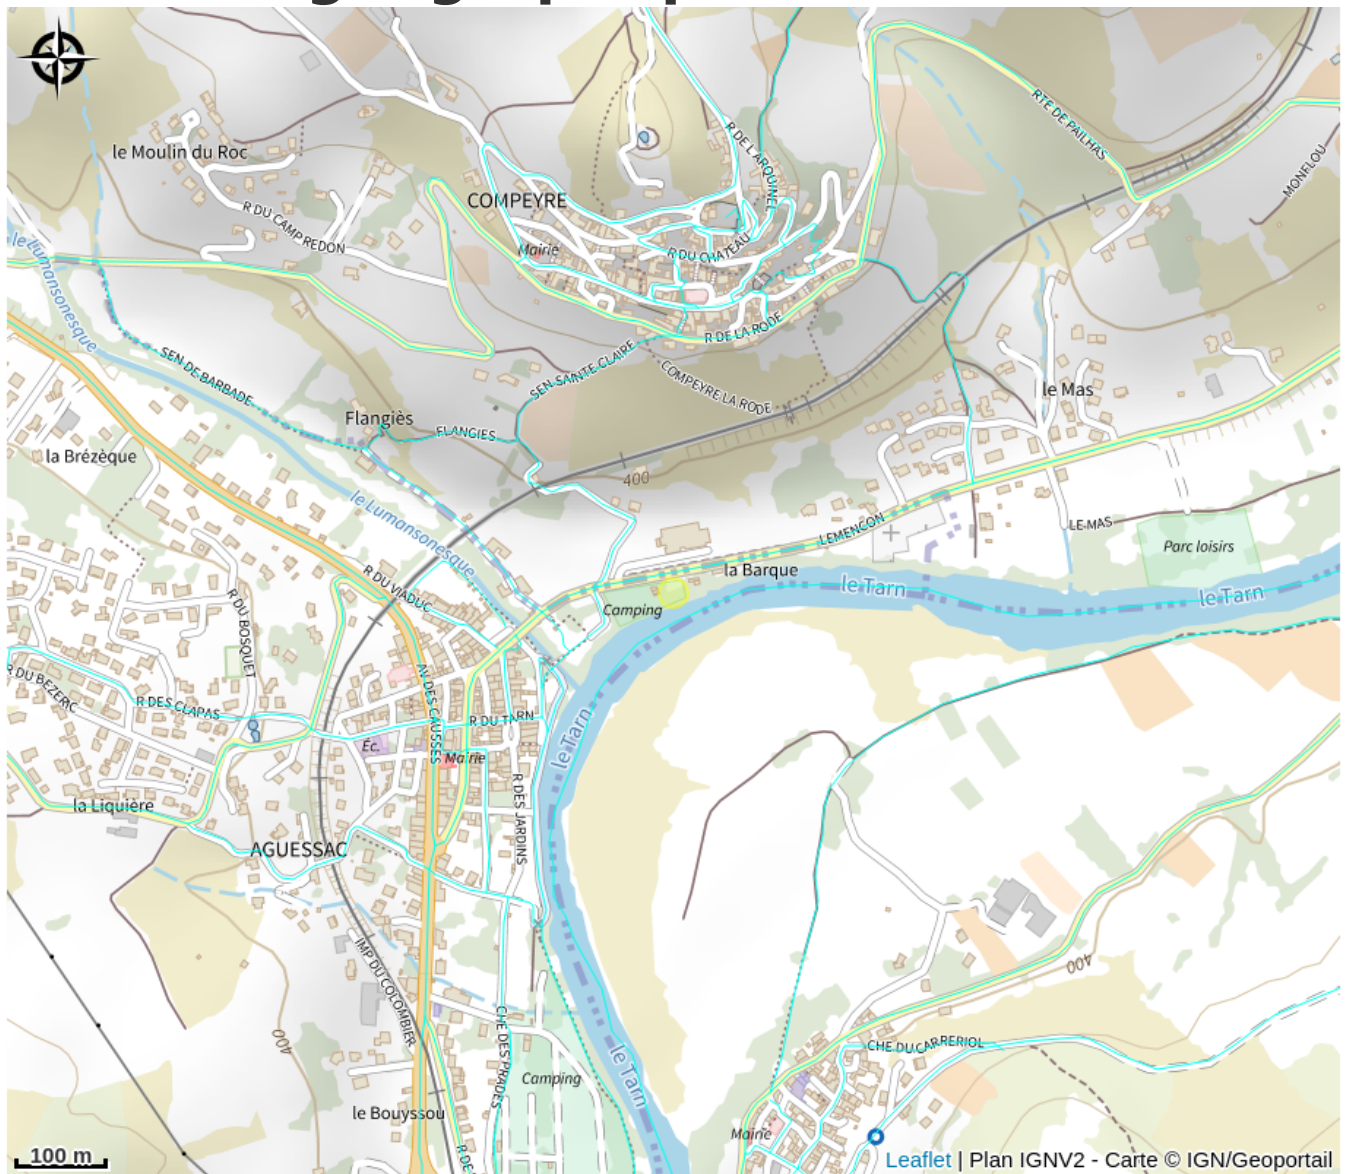 RTE DE PAILHAS
R DE L'ARQUINEL
MONFLOU
le Moulin du Roc
COMPEYRE
R DU CAMPREDON
Mairie
R DU CHATEAU
le Lumansonesque
R DE LA RODE
SEN SAINTE CLAIRE
SEN DE BARBADE
COMPEYRE LA RODE
le Mas
Flangiès
FLANGIES
la Brézèque
400
le Lumansonesque
LEMENCON
LE MAS
Parc loisirs
la Barque
R DU VIADUC
le Tarn
le Tarn
Camping
R DU BOSQUET
R DU BEZERIC
R DES CLAPAS
AV DES CAUSSES
R DU TARN
le Tarn
Éc.
Mairie
R DES JARDINS
la Liquière
AGUESSAC
IMP DU COLOMBIER
400
400
CHE DES PRADES
CHE DU CARRERIOL
le Tarn
Camping
le Bouyssou
Mairie
R DE
100 m
Leaflet | Plan IGNV2 - Carte © IGN/Geoportail